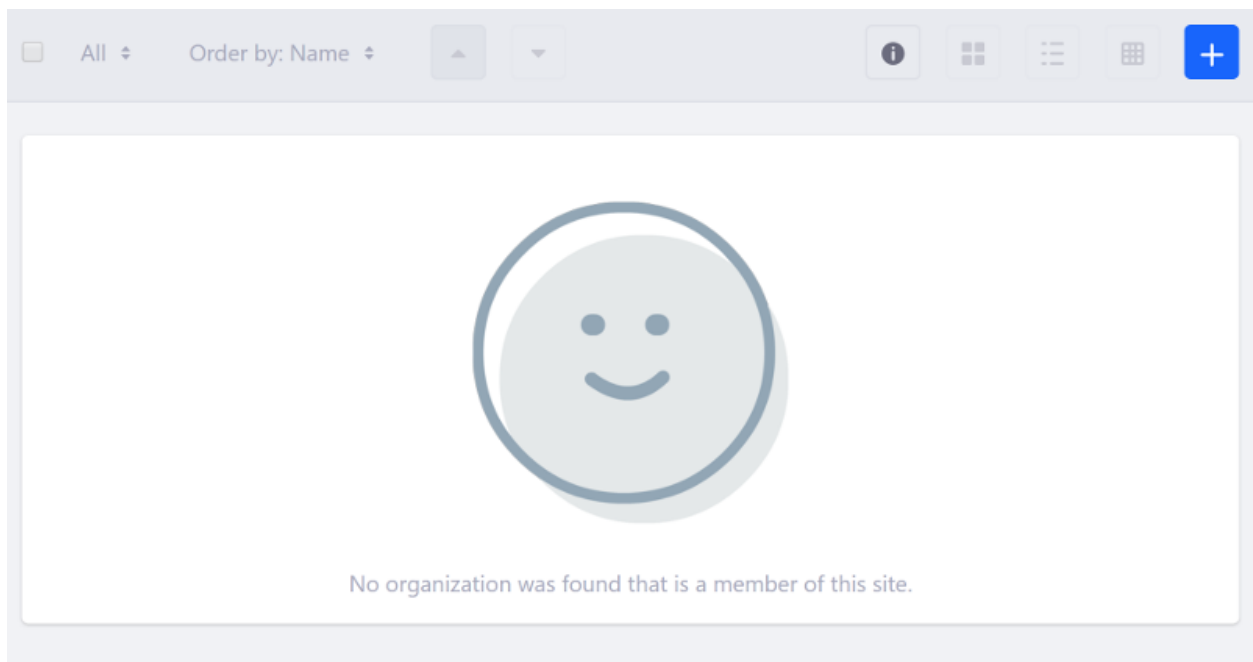 All
Order by: Name
No organization was found that is a member of this site.